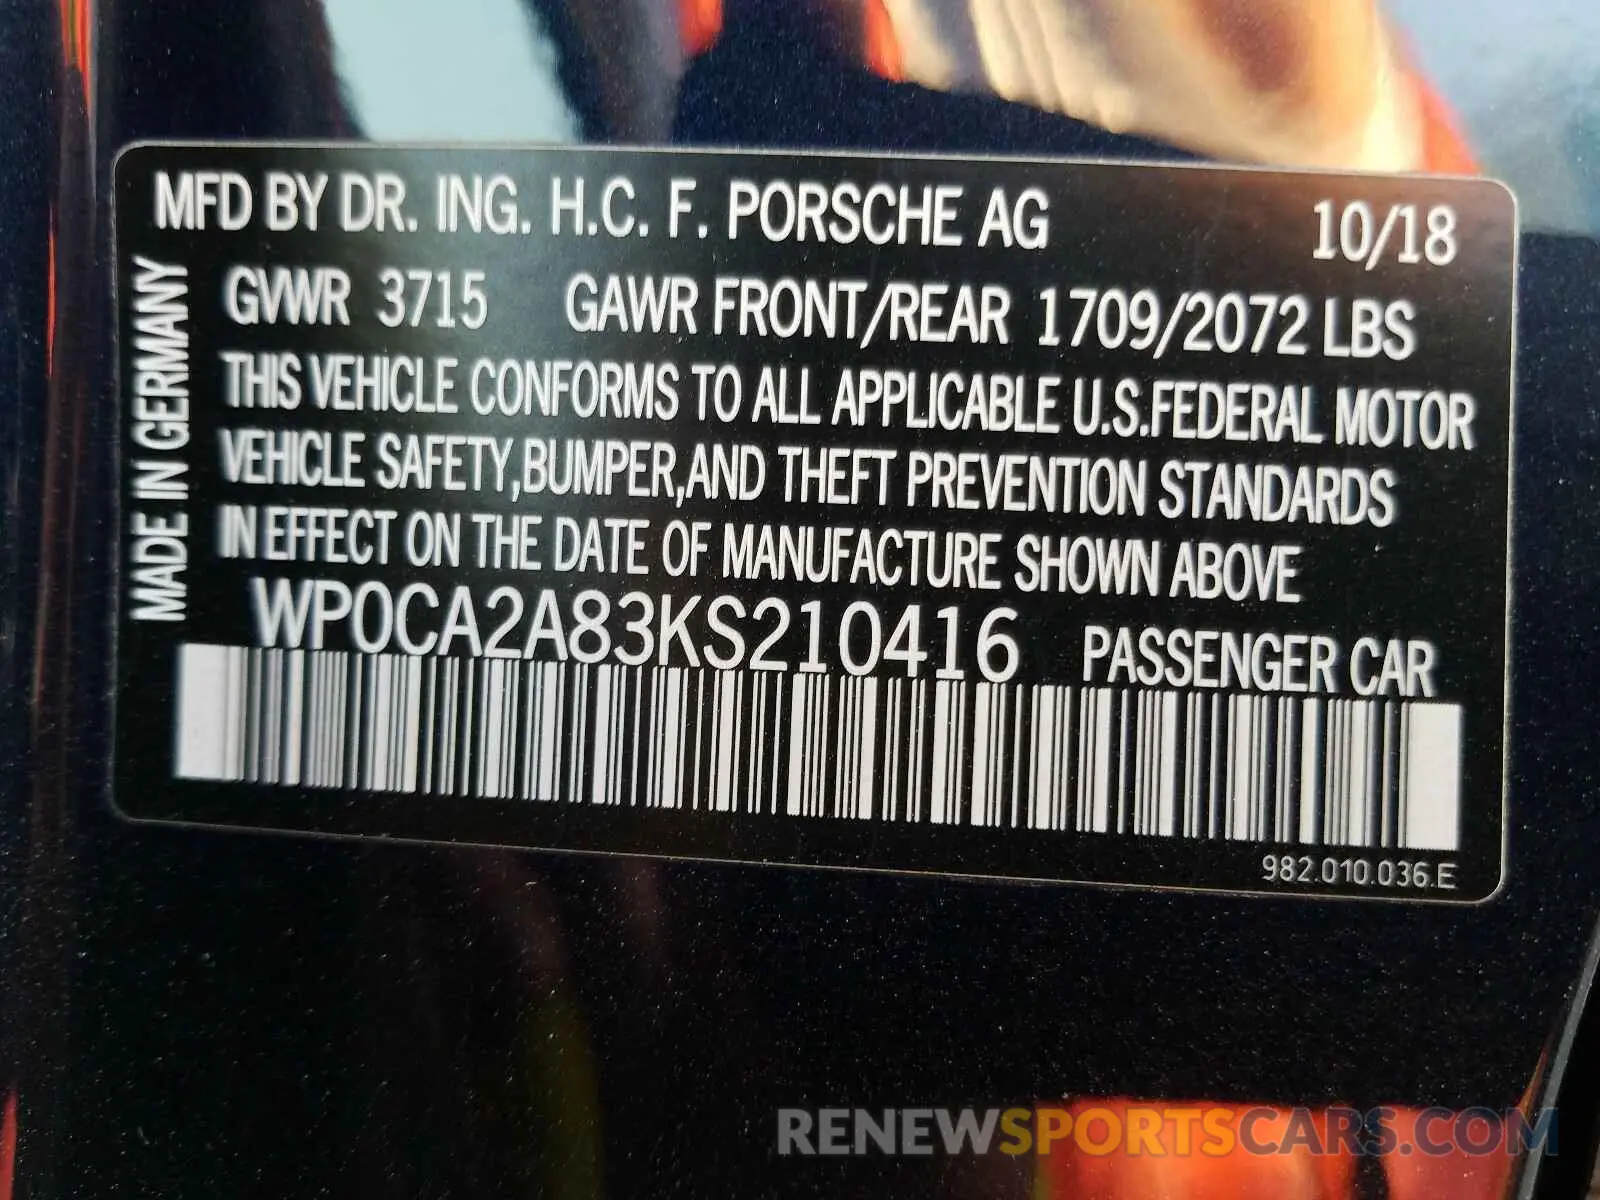 MFD BY DR. ING. H.C. F. PORSCHE AG 10/18
MADE IN GERMANY
GVWR 3715 GAWR FRONT/REAR 1709/2072 LBS
THIS VEHICLE CONFORMS TO ALL APPLICABLE U.S.FEDERAL MOTOR
VEHICLE SAFETY,BUMPER,AND THEFT PREVENTION STANDARDS
IN EFFECT ON THE DATE OF MANUFACTURE SHOWN ABOVE
WP0CA2A83KS210416 PASSENGER CAR
982.010.036.E
RENEWSPORTSCARS.COM